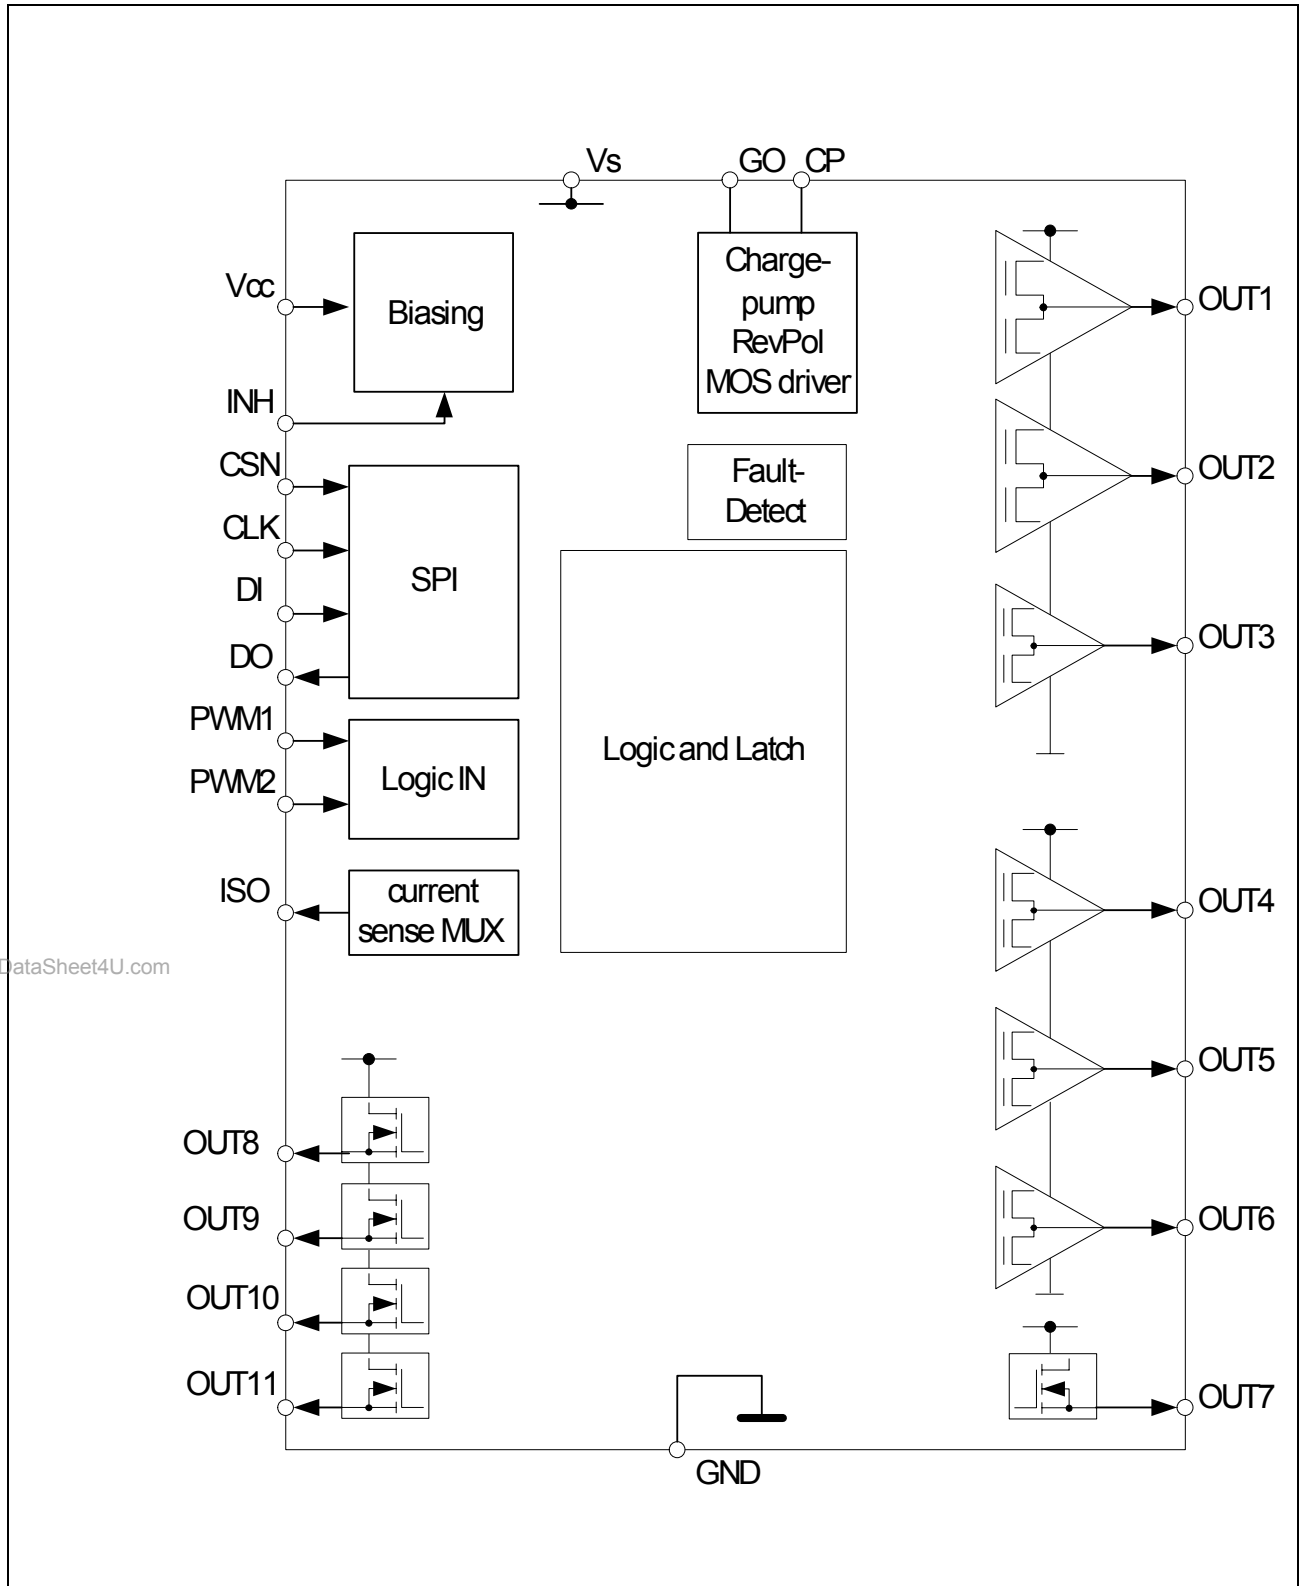 Vs
GO
CP
Vcc
Biasing
Charge-
pump
RevPol
MOS driver
OUT1
INH
CSN
CLK
DI
DO
SPI
Fault-
Detect
OUT2
OUT3
PWM1
PWM2
Logic IN
Logic and Latch
ISO
current
sense MUX
OUT4
DataSheet4U.com
OUT5
OUT8
OUT9
OUT6
OUT10
OUT11
OUT7
GND